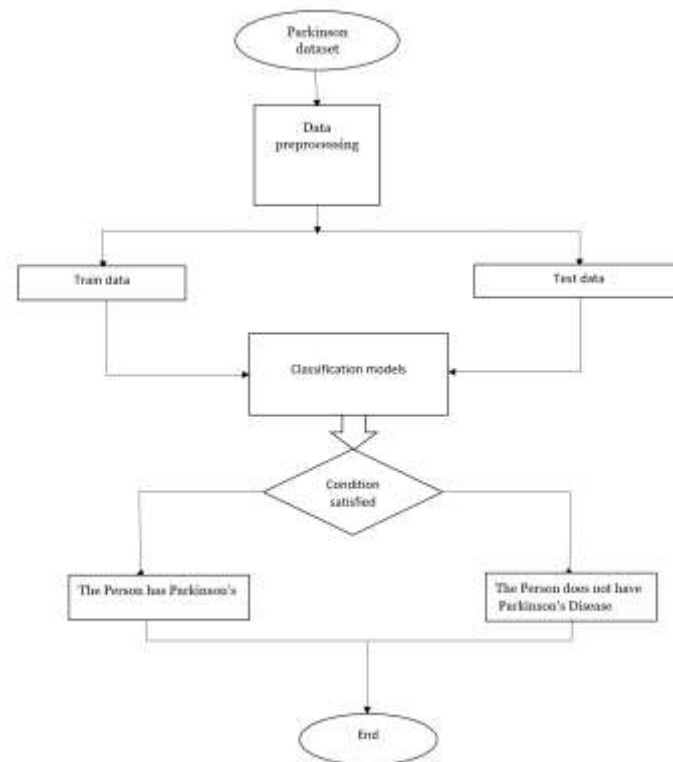 Parkinson
dataset
Data
preprocessing
Train data
Test data
Classification models
Condition
satisfied
The Person has Parkinson's
The Person does not have
Parkinson's Disease
End